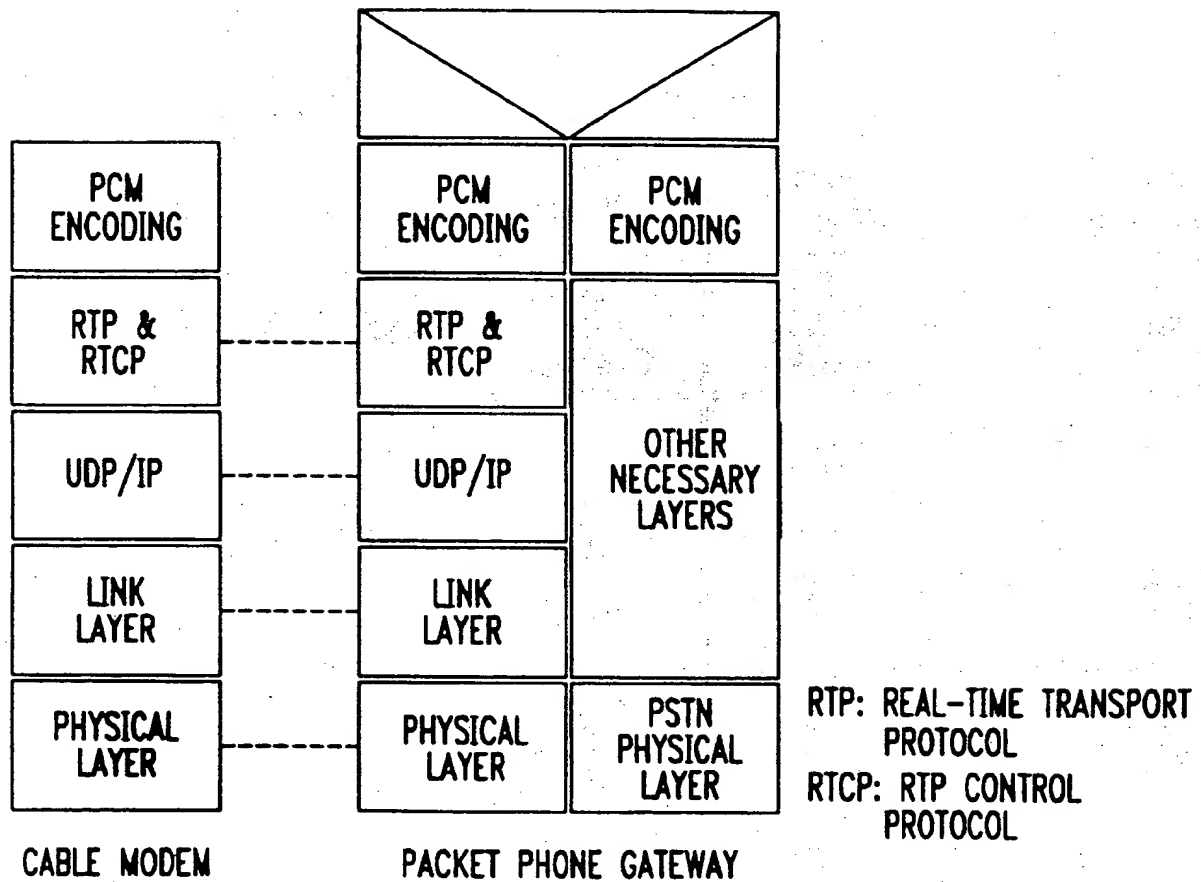 PCM
ENCODING
RTP &
RTCP
UDP/IP
LINK
LAYER
PHYSICAL
LAYER
CABLE MODEM
PCM
ENCODING
RTP &
RTCP
UDP/IP
LINK
LAYER
PHYSICAL
LAYER
PCM
ENCODING
OTHER
NECESSARY
LAYERS
PSTN
PHYSICAL
LAYER
PACKET PHONE GATEWAY
RTP: REAL-TIME TRANSPORT
PROTOCOL
RTCP: RTP CONTROL
PROTOCOL